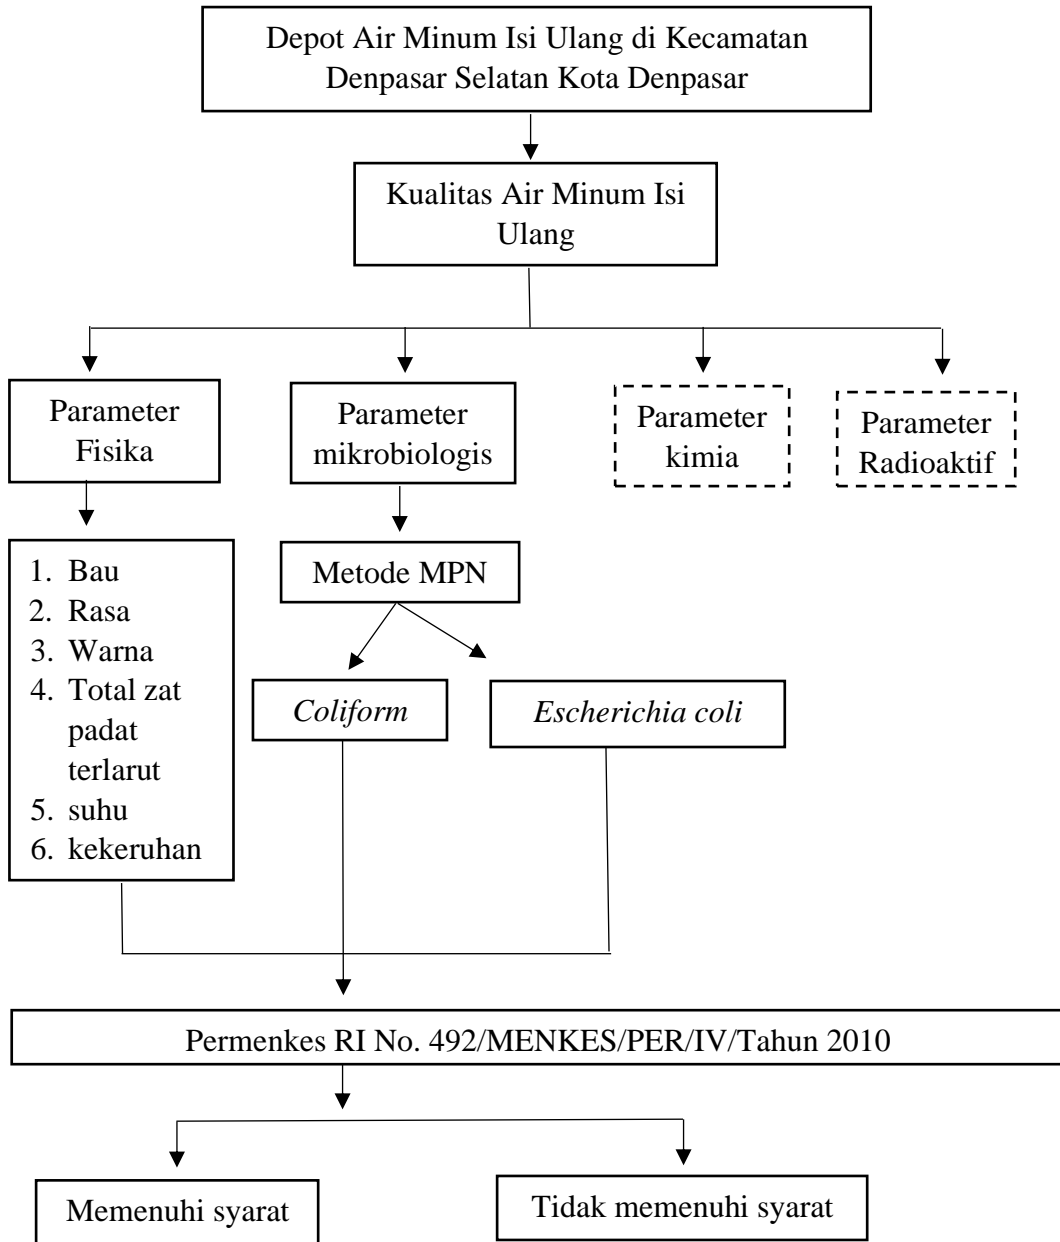 Depot Air Minum Isi Ulang di Kecamatan
Denpasar Selatan Kota Denpasar
Kualitas Air Minum Isi
Ulang
Parameter
Fisika
Parameter
mikrobiologis
Parameter
kimia
Parameter
Radioaktif
1. Bau
2. Rasa
3. Warna
4. Total zat
padat
terlarut
5. suhu
6. kekeruhan
Metode MPN
Coliform
Escherichia coli
Permenkes RI No. 492/MENKES/PER/IV/Tahun 2010
Memenuhi syarat
Tidak memenuhi syarat